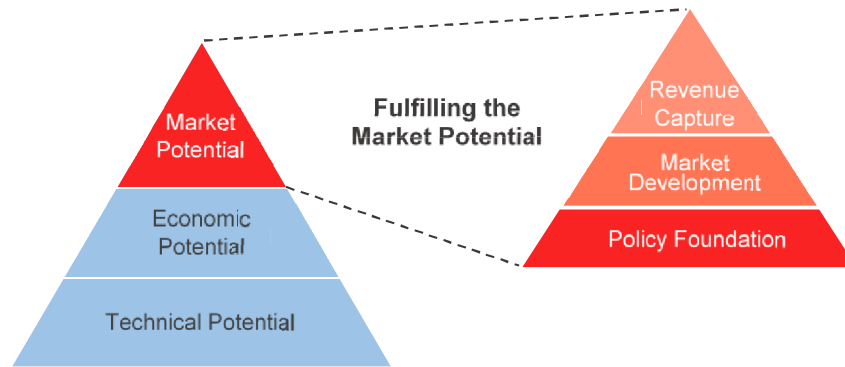 Market
Potential
Economic
Potential
Technical Potential
Fulfilling the
Market Potential
Revenue
Capture
Market
Development
Policy Foundation